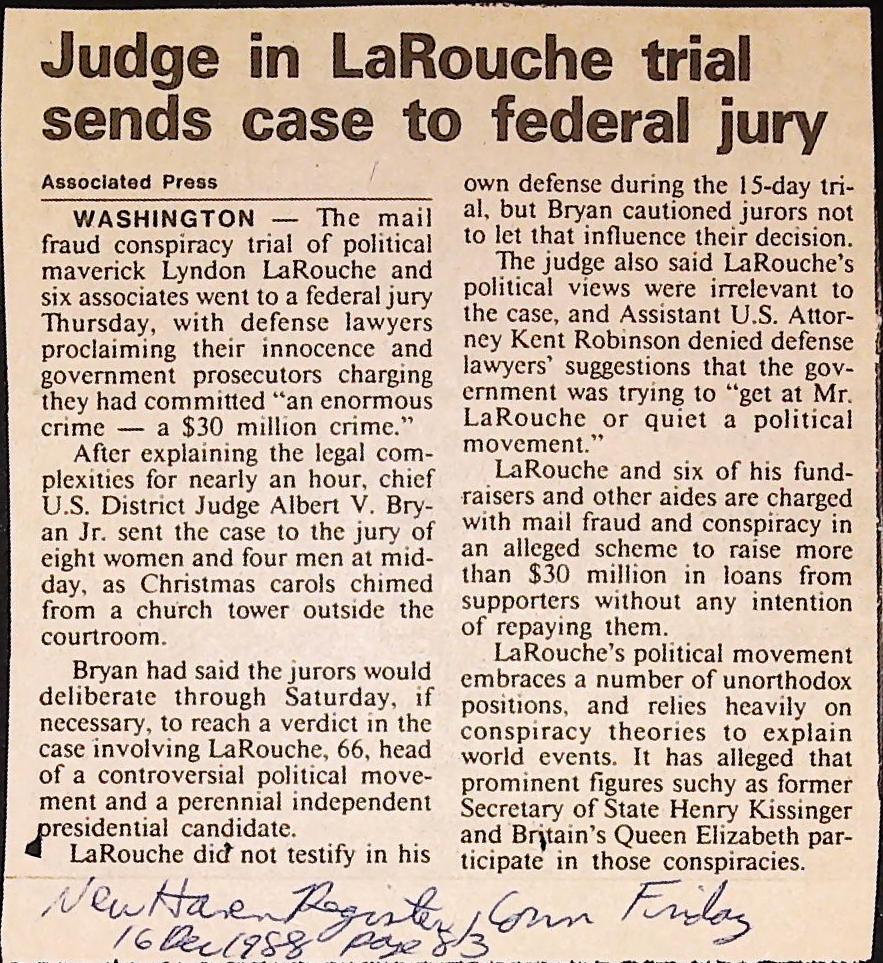 Judge in LaRouche trial
sends case to federal jury
Associated Press
WASHINGTON — The mail
fraud conspiracy trial of political
maverick Lyndon LaRouche and
six associates went to a federal jury
Thursday, with defense lawyers
proclaiming their innocence and
government prosecutors charging
they had committed “an enormous
crime — a $30 million crime.”
After explaining the legal com-
plexities for nearly an hour, chief
U.S. District Judge Albert V. Bry-
an Jr. sent the case to the jury of
eight women and four men at mid-
day, as Christmas carols chimed
from a church tower outside the
courtroom.
Bryan had said the jurors would
deliberate through Saturday, if
necessary, to reach a verdict in the
case involving LaRouche, 66, head
of a controversial political move-
ment and a perennial independent
presidential candidate.
LaRouche did not testify in his
own defense during the 15-day tri-
al, but Bryan cautioned jurors not
to let that influence their decision.
The judge also said LaRouche’s
political views were irrelevant to
the case, and Assistant U.S. Attor-
ney Kent Robinson denied defense
lawyers’ suggestions that the gov-
ernment was trying to “get at Mr.
LaRouche or quiet a political
movement.”
LaRouche and six of his fund-
raisers and other aides are charged
with mail fraud and conspiracy in
an alleged scheme to raise more
than $30 million in loans from
supporters without any intention
of repaying them.
LaRouche’s political movement
embraces a number of unorthodox
positions, and relies heavily on
conspiracy theories to explain
world events. It has alleged that
prominent figures suchy as former
Secretary of State Henry Kissinger
and Britain’s Queen Elizabeth par-
ticipate in those conspiracies.
New Haven Register, Conn Friday
16 Dec 1988 page